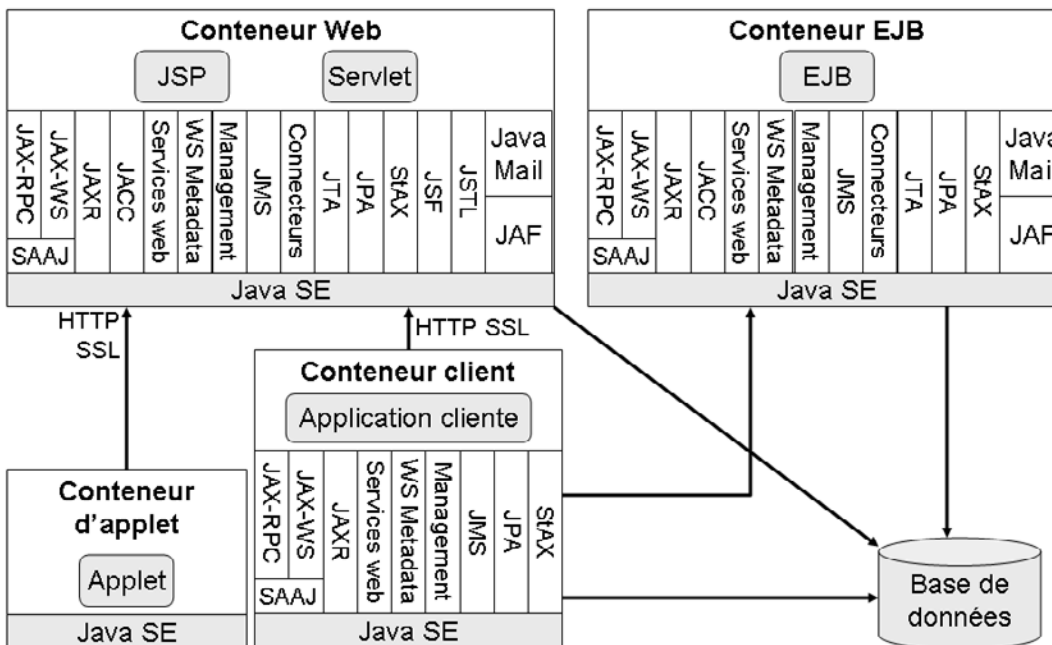 Conteneur Web
JSP
Servlet
JAX-RPC
JAX-WS
SAAJ
JAXR
JACC
Services web
WS Metadata
Management
JMS
Connecteurs
JTA
JPA
StAX
JSF
JSTL
Java
Mail
JAF
Java SE
Conteneur EJB
EJB
JAX-RPC
JAX-WS
SAAJ
JAXR
JACC
Services web
WS Metadata
Management
JMS
Connecteurs
JTA
JPA
StAX
Java
Mail
JAF
Java SE
HTTP
SSL
HTTP SSL
Conteneur client
Application cliente
JAX-RPC
JAX-WS
SAAJ
JAXR
Services web
WS Metadata
Management
JMS
JPA
StAX
Java SE
Conteneur
d'applet
Applet
Java SE
Base de
données